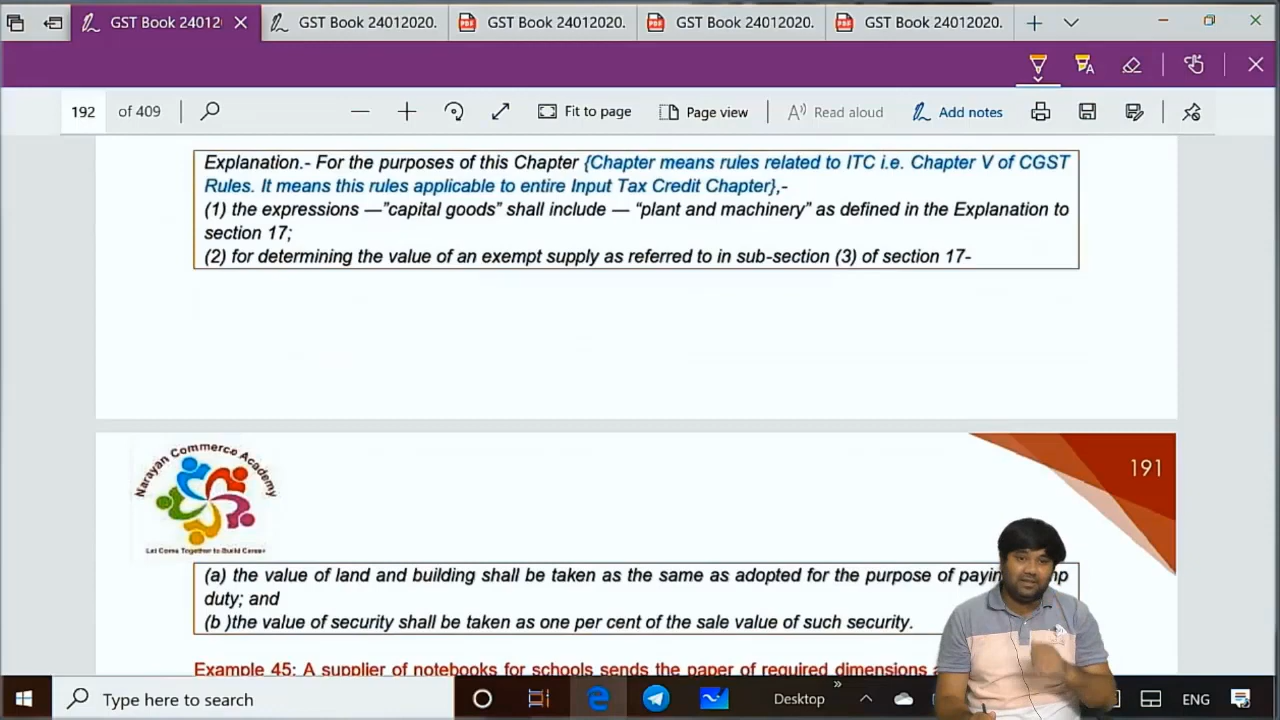 GST Book 24012
GST Book 24012020.
GST Book 24012020.
GST Book 24012020.
GST Book 24012020.
192 of 409
Fit to page
Page view
Read aloud
Add notes
Explanation.- For the purposes of this Chapter {Chapter means rules related to ITC i.e. Chapter V of CGST
Rules. It means this rules applicable to entire Input Tax Credit Chapter},-
(1) the expressions —"capital goods" shall include — "plant and machinery" as defined in the Explanation to
section 17;
(2) for determining the value of an exempt supply as referred to in sub-section (3) of section 17-
Narayan Commerce Academy
Let Come Together to Build Career
191
(a) the value of land and building shall be taken as the same as adopted for the purpose of
duty; and
(b )the value of security shall be taken as one per cent of the sale value of such security.
Example 45: A supplier of notebooks for schools sends the paper of required dimensions
Type here to search
Desktop
ENG